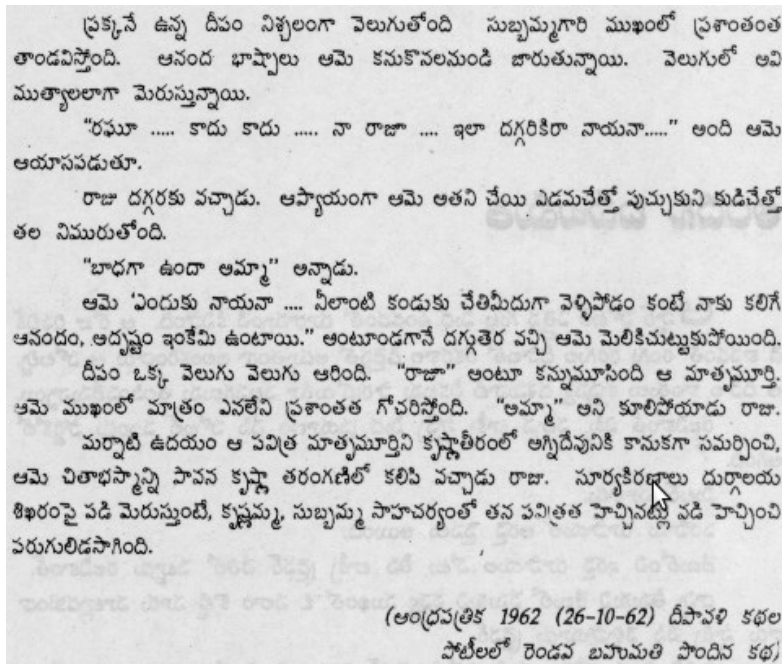 ప్రక్కనే ఉన్న దీపం నిశ్చలంగా వెలుగుతోంది సుబ్బమ్మగారి ముఖంలో ప్రశాంతంత
తాండవిస్తోంది. ఆనంద భాష్పాలు ఆమె కనుకొనలనుండి జారుతున్నాయి. వెలుగులో అవి
ముత్యాలలాగా మెరుస్తున్నాయి.
"రఘూ ..... కాదు కాదు ..... నా రాజా .... ఇలా దగ్గరికిరా నాయనా....." అంది ఆమె
ఆయాసపడుతూ.
రాజు దగ్గరకు వచ్చాడు. ఆప్యాయంగా ఆమె అతని చేయి ఎడమచేత్తో పుచ్చుకుని కుడిచేత్తో
తల నిమురుతోంది.
"బాధగా ఉందా అమ్మా" అన్నాడు.
ఆమె 'ఎందుకు నాయనా .... ఏలాంటి కండుకు చేతిమీదుగా వెళ్ళిపోడం కంటే నాకు కలిగే
ఆనందం, అదృష్టం ఇంకేమి ఉంటాయి." అంటూండగానే దగ్గుతెర వచ్చి ఆమె మెలికిచుట్టుకుపోయింది.
దీపం ఒక్క వెలుగు వెలుగు ఆరింది. "రాజా" అంటూ కన్నుమూసింది ఆ మాతృమూర్తి.
ఆమె ముఖంలో మాత్రం ఎనలేని ప్రశాంతత గోచరిస్తోంది. "అమ్మా" అని కూలిపోయాడు రాజు.
మర్నాటి ఉదయం ఆ పవిత్ర మాతృమూర్తిని కృష్ణాతీరంలో అగ్నిదేవునికి కానుకగా సమర్పించి,
ఆమె చితాభస్మాన్ని పావన కృష్ణా తరంగణిలో కలిపి వచ్చాడు రాజు. సూర్యకిరణాలు దుర్గాలయ
శిఖరంపై పడి మెరుస్తుంటే, కృష్ణమ్మ, సుబ్బమ్మ సాహచర్యంతో తన పవిత్రత హెచ్చినట్లు వడి హెచ్చించి
పరుగులిడసాగింది.
(ఆంధ్రపత్రిక 1962 (26-10-62) దీపావళి కథల
పోటీలలో రెండవ బహుమతి పొందిన కథ)